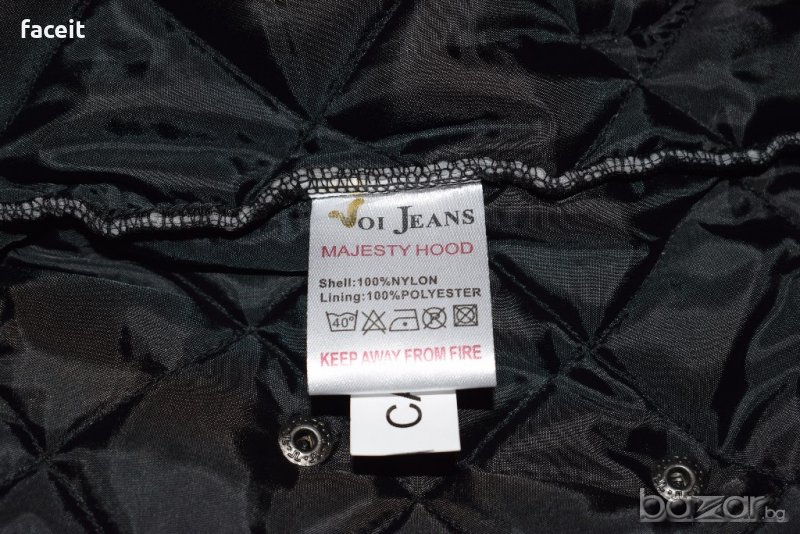 faceit
VOI JEANS
MAJESTY HOOD
Shell:100%NYLON
Lining:100%POLYESTER
40°
KEEP AWAY FROM FIRE
bazar.bg